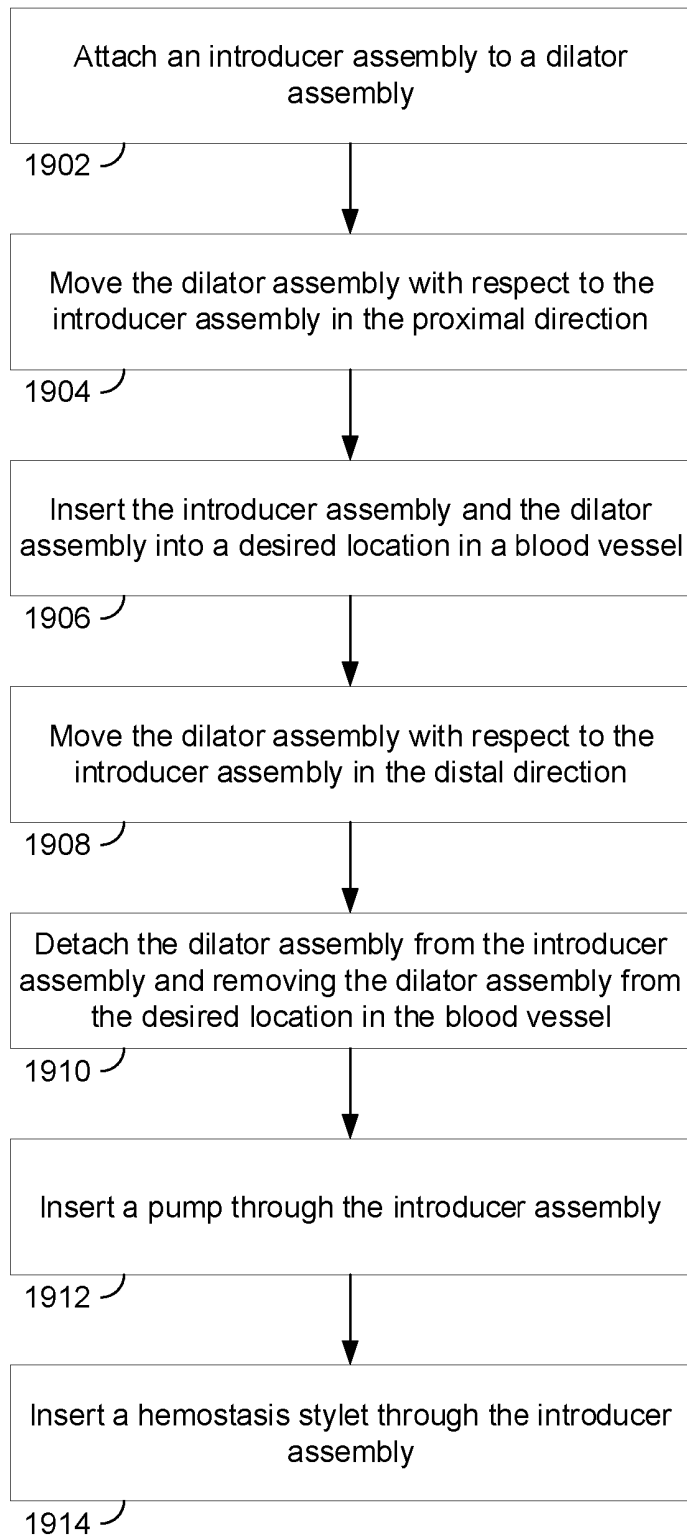 Attach an introducer assembly to a dilator
assembly
1902
Move the dilator assembly with respect to the
introducer assembly in the proximal direction
1904
Insert the introducer assembly and the dilator
assembly into a desired location in a blood vessel
1906
Move the dilator assembly with respect to the
introducer assembly in the distal direction
1908
Detach the dilator assembly from the introducer
assembly and removing the dilator assembly from
the desired location in the blood vessel
1910
Insert a pump through the introducer assembly
1912
Insert a hemostasis stylet through the introducer
assembly
1914